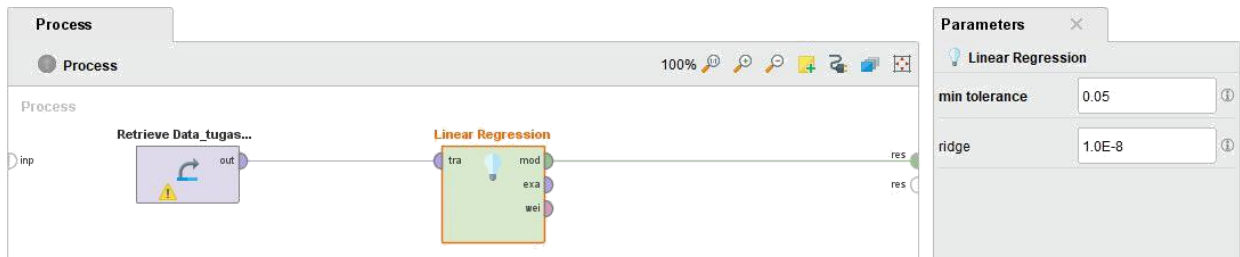 Process
Process
100%
Process
inp
Retrieve Data_tugas...
out
Linear Regression
tra
mod
exa
wei
res
res
Parameters
Linear Regression
min tolerance
0.05
ridge
1.0E-8